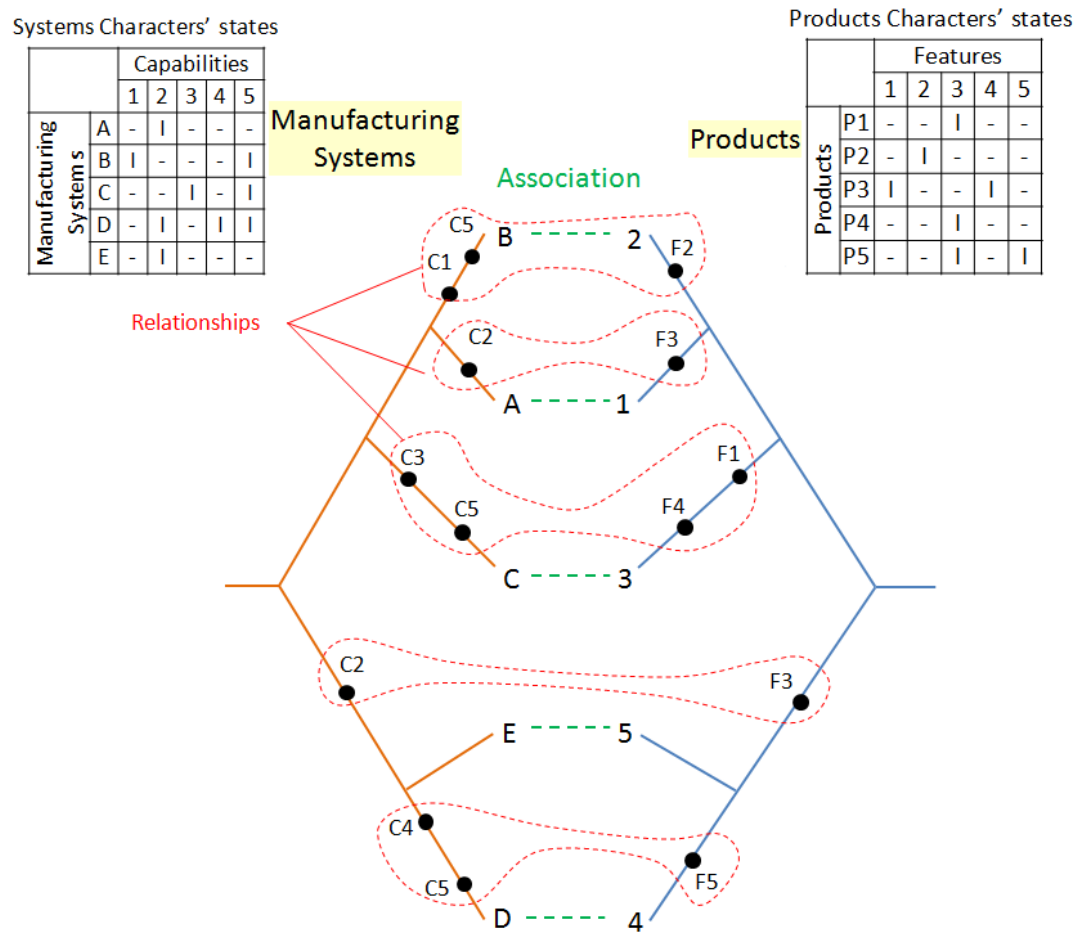 Systems Characters' states
Products Characters' states
Capabilities
1 2 3 4 5
Manufacturing Systems
A - I - - -
B I - - - I
C - - I - I
D - I - I I
E - I - - -
Manufacturing
Systems
Products
Features
1 2 3 4 5
Products
P1 - - I - -
P2 - I - - -
P3 I - - I -
P4 - - I - -
P5 - - I - I
Association
C5 B 2 F2
C1
Relationships
C2 F3
A 1
C3 F1
C5 F4
C 3
C2 F3
E 5
C4
C5 F5
D 4